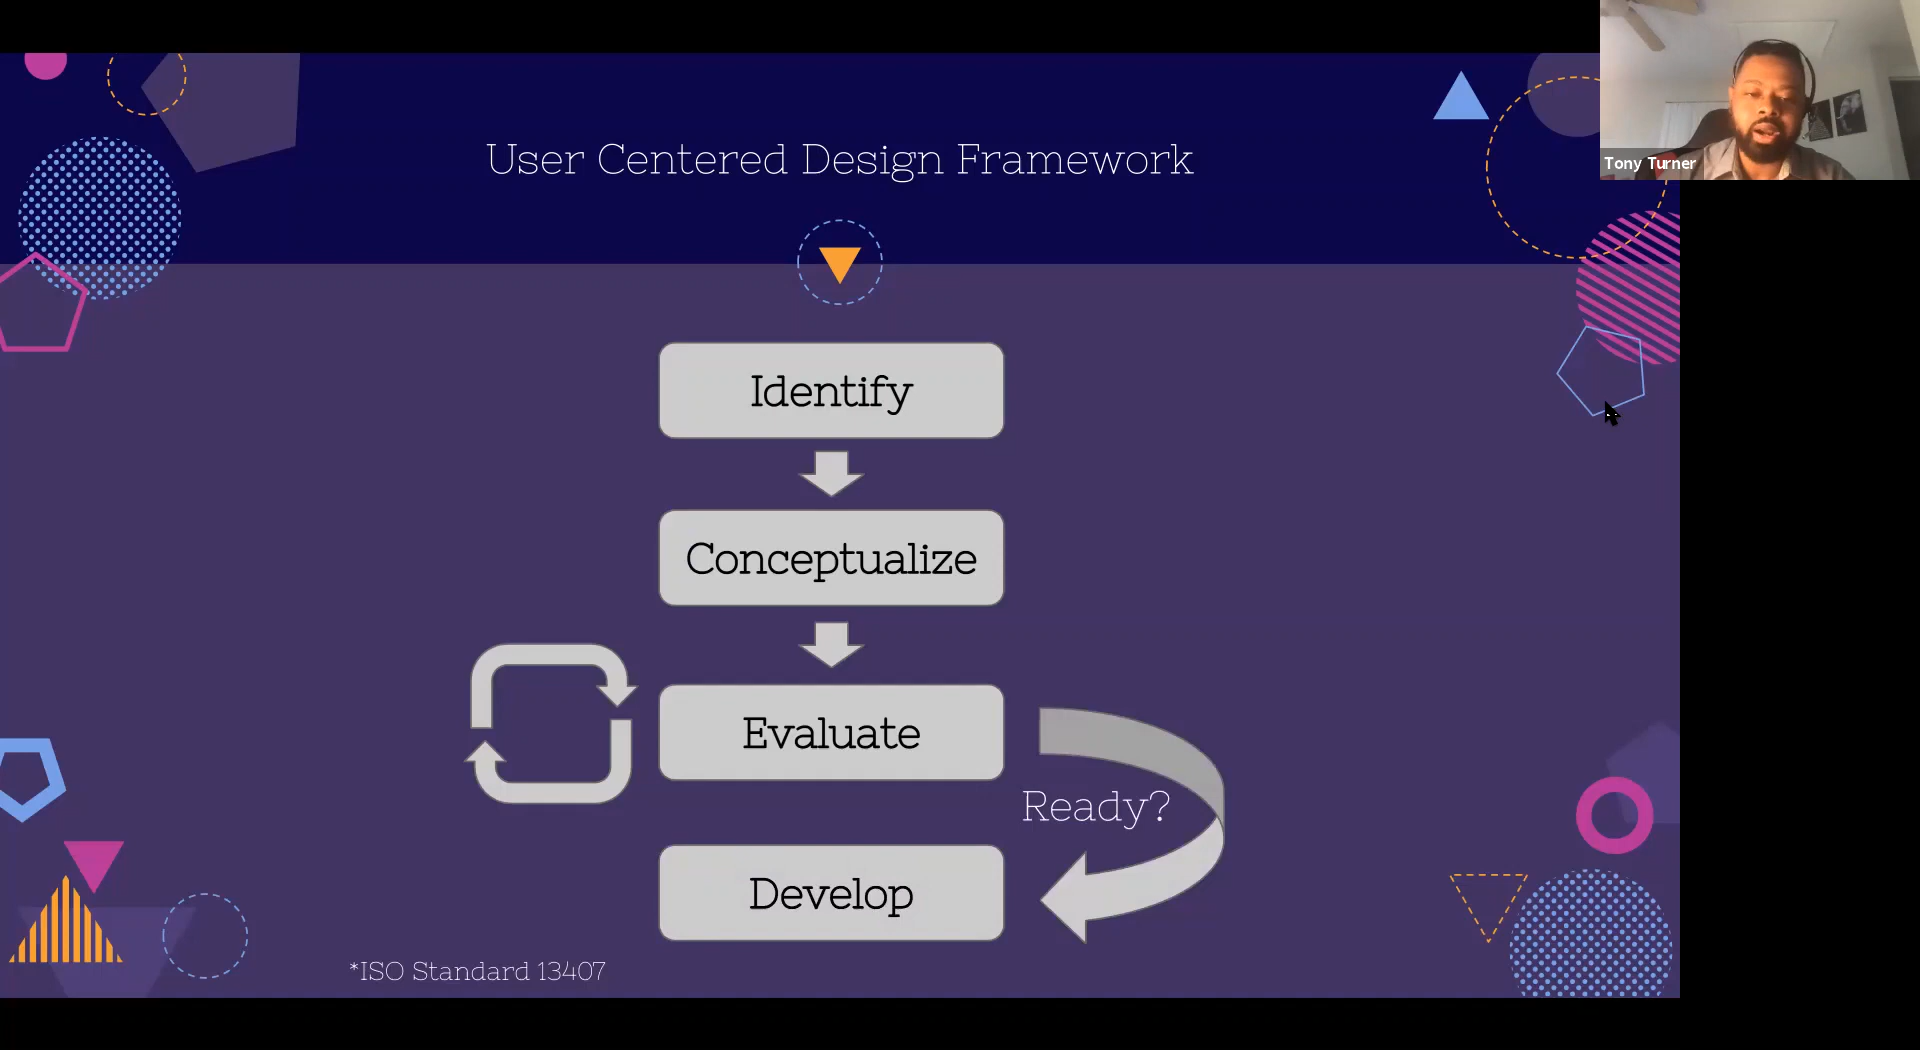 User Centered Design Framework
Tony Turner
Identify
Conceptualize
Evaluate
Ready?
Develop
*ISO Standard 13407